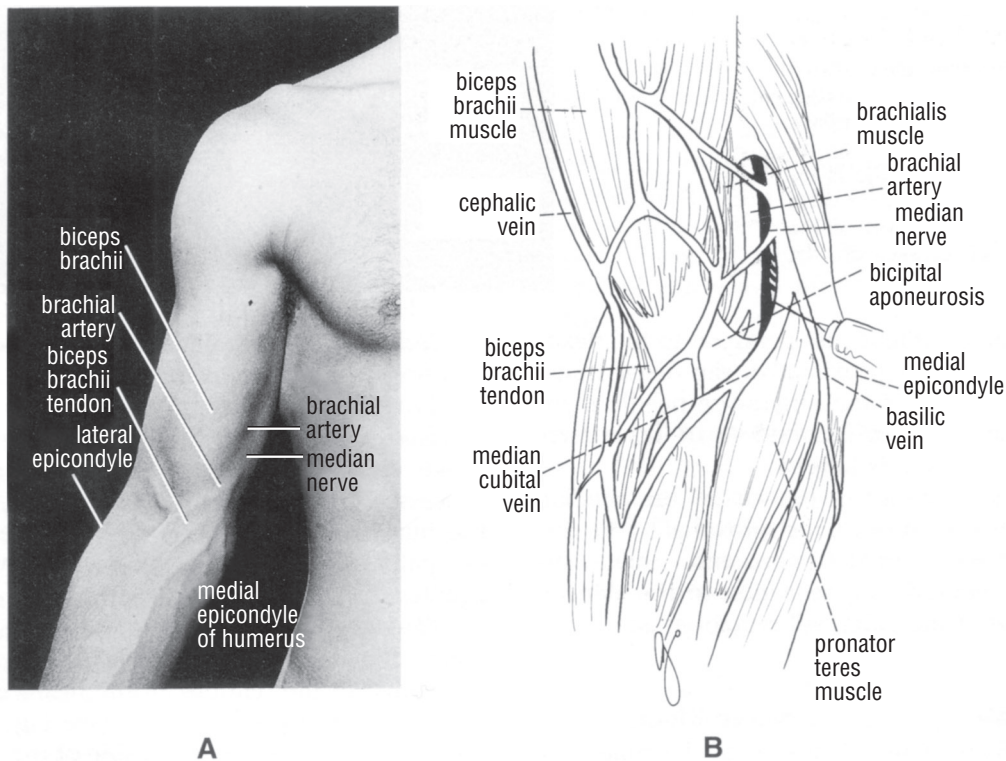 biceps
brachii
brachial
artery
biceps
brachii
tendon
lateral
epicondyle
brachial
artery
median
nerve
medial
epicondyle
of humerus
A
biceps
brachii
muscle
cephalic
vein
biceps
brachii
tendon
median
cubital
vein
brachialis
muscle
brachial
artery
median
nerve
bicipital
aponeurosis
medial
epicondyle
basilic
vein
pronator
teres
muscle
B